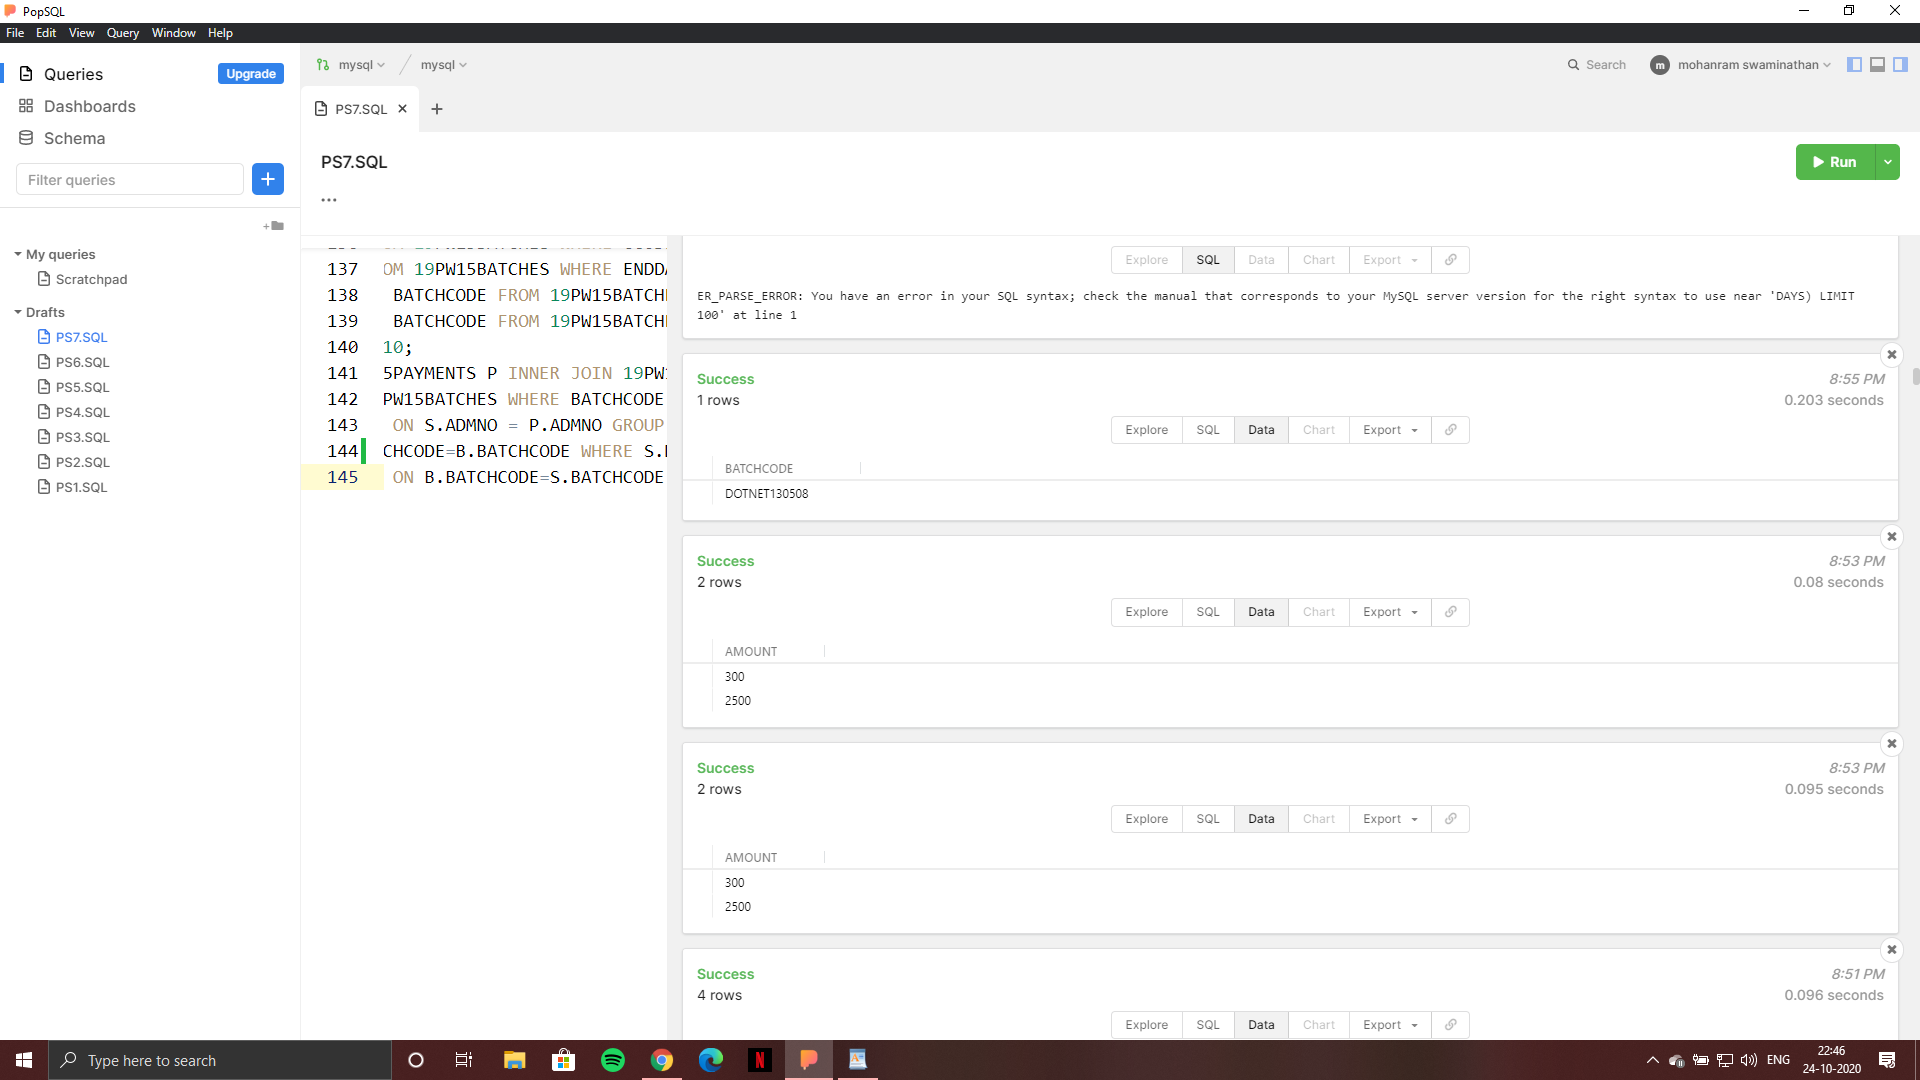 PopSQL
File Edit View Query Window Help
Queries
Upgrade
Dashboards
Schema
Filter queries
+
My queries
Scratchpad
Drafts
PS7.SQL
PS6.SQL
PS5.SQL
PS4.SQL
PS3.SQL
PS2.SQL
PS1.SQL
mysql mysql
Search
m mohanram swaminathan
PS7.SQL
PS7.SQL
Run
...
137 OM 19PW15BATCHES WHERE ENDDA
138 BATCHCODE FROM 19PW15BATCH
139 BATCHCODE FROM 19PW15BATCH
140 10;
141 5PAYMENTS P INNER JOIN 19PW
142 PW15BATCHES WHERE BATCHCODE
143 ON S.ADMNO = P.ADMNO GROUP
144 CHCODE=B.BATCHCODE WHERE S.
145 ON B.BATCHCODE=S.BATCHCODE
Explore SQL Data Chart Export
ER_PARSE_ERROR: You have an error in your SQL syntax; check the manual that corresponds to your MySQL server version for the right syntax to use near 'DAYS) LIMIT
100' at line 1
Success 8:55 PM
1 rows 0.203 seconds
Explore SQL Data Chart Export
BATCHCODE
DOTNET130508
Success 8:53 PM
2 rows 0.08 seconds
Explore SQL Data Chart Export
AMOUNT
300
2500
Success 8:53 PM
2 rows 0.095 seconds
Explore SQL Data Chart Export
AMOUNT
300
2500
Success 8:51 PM
4 rows 0.096 seconds
Explore SQL Data Chart Export
Type here to search
ENG
22:46
24-10-2020